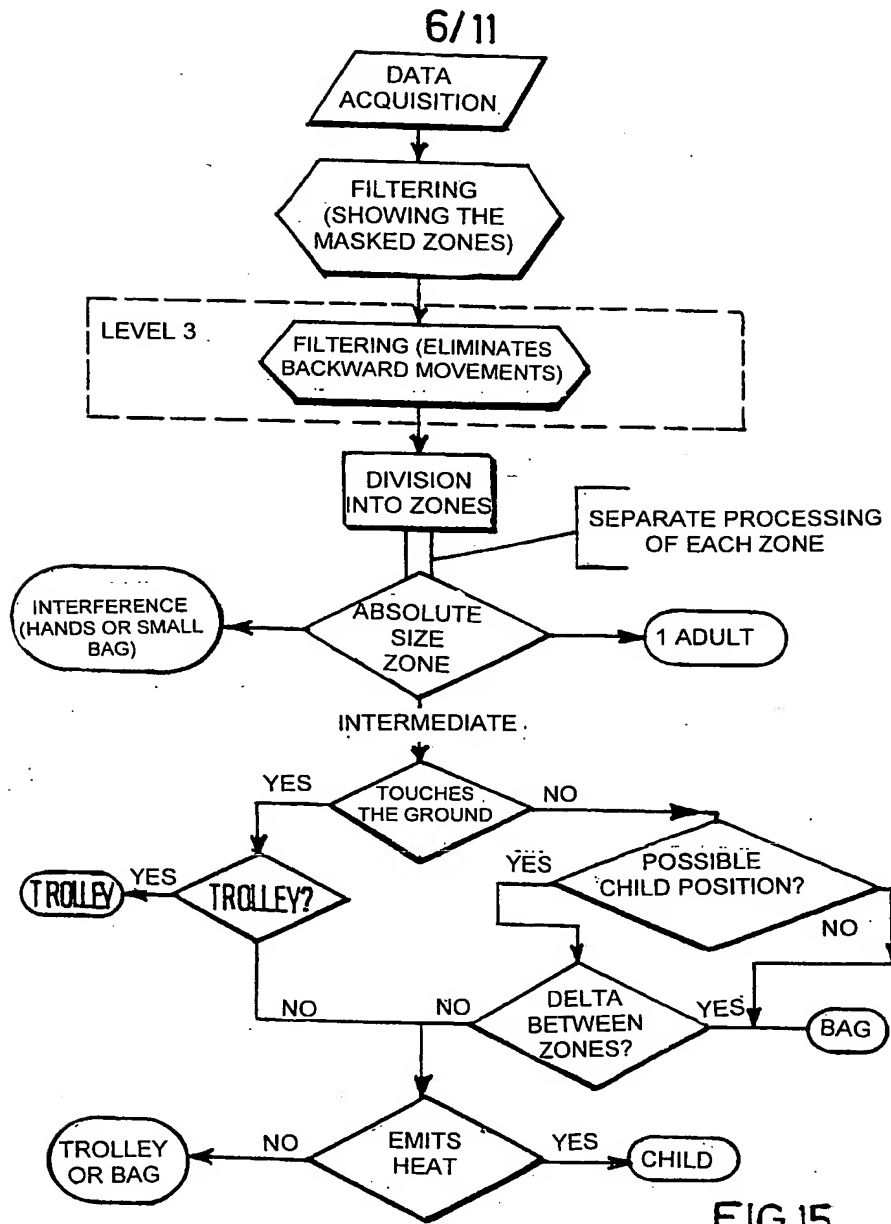 6/11
DATA
ACQUISITION
FILTERING
(SHOWING THE
MASKED ZONES)
LEVEL 3
FILTERING (ELIMINATES
BACKWARD MOVEMENTS)
DIVISION
INTO ZONES
SEPARATE PROCESSING
OF EACH ZONE
INTERFERENCE
(HANDS OR SMALL
BAG)
ABSOLUTE
SIZE
ZONE
1 ADULT
INTERMEDIATE
YES
TOUCHES
THE GROUND
NO
TROLLEY
YES
TROLLEY?
YES
POSSIBLE
CHILD POSITION?
NO
NO
NO
DELTA
BETWEEN
ZONES?
YES
BAG
TROLLEY
OR BAG
NO
EMITS
HEAT
YES
CHILD
FIG.15